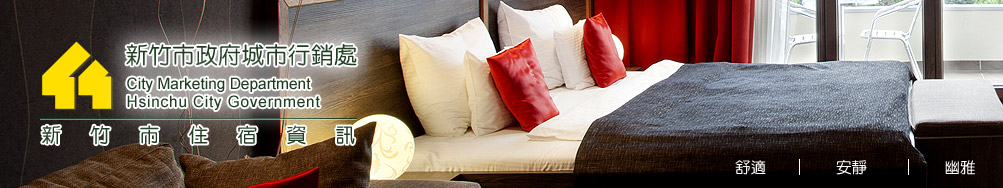 新竹市政府城市行銷處
City Marketing Department
Hsinchu City Government
新竹市住宿資訊
舒適 | 安靜 | 幽雅